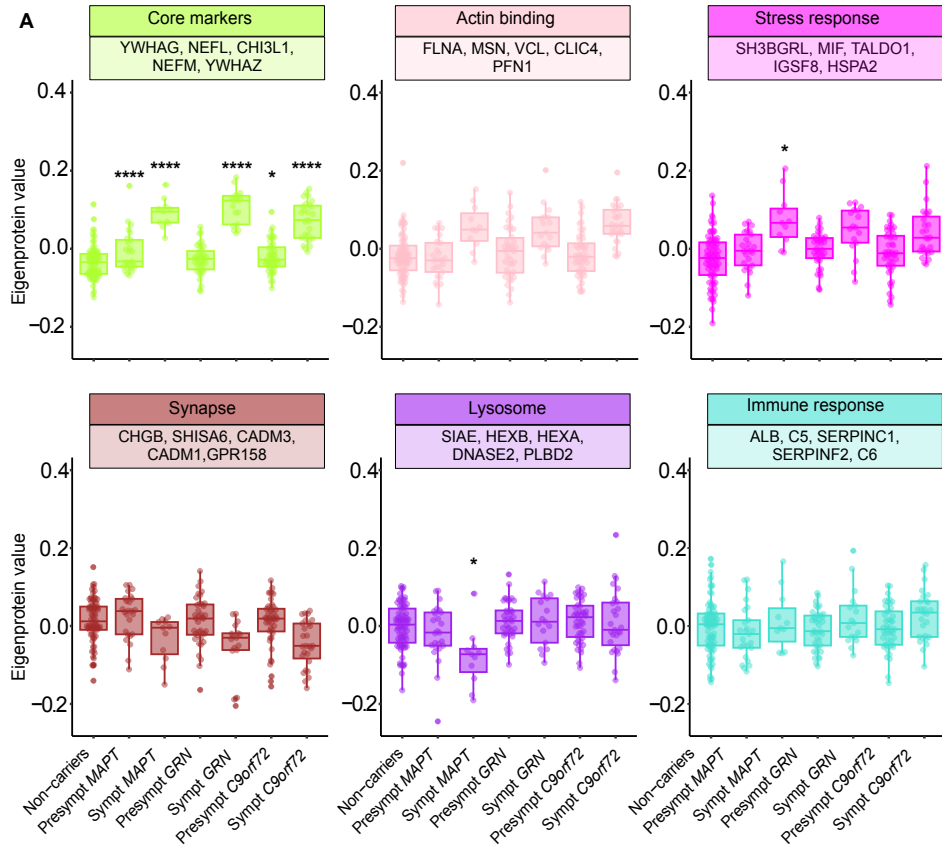 A
Core markers
YWHAG, NEFL, CHI3L1,
NEFM, YWHAZ
Actin binding
FLNA, MSN, VCL, CLIC4,
PFN1
Stress response
SH3BGRL, MIF, TALDO1,
IGSF8, HSPA2
Eigenprotein value
0.4
0.2
0.0
−0.2
**** **** **** * ****
0.4
0.2
0.0
−0.2
0.4
0.2
0.0
−0.2
*
Synapse
CHGB, SHISA6, CADM3,
CADM1,GPR158
Lysosome
SIAE, HEXB, HEXA,
DNASE2, PLBD2
Immune response
ALB, C5, SERPINC1,
SERPINF2, C6
Eigenprotein value
0.4
0.2
0.0
−0.2
0.4
0.2
0.0
−0.2
*
0.4
0.2
0.0
−0.2
Non−carriers
Presympt MAPT
Sympt MAPT
Presympt GRN
Sympt GRN
Presympt C9orf72
Sympt C9orf72
Non−carriers
Presympt MAPT
Sympt MAPT
Presympt GRN
Sympt GRN
Presympt C9orf72
Sympt C9orf72
Non−carriers
Presympt MAPT
Sympt MAPT
Presympt GRN
Sympt GRN
Presympt C9orf72
Sympt C9orf72